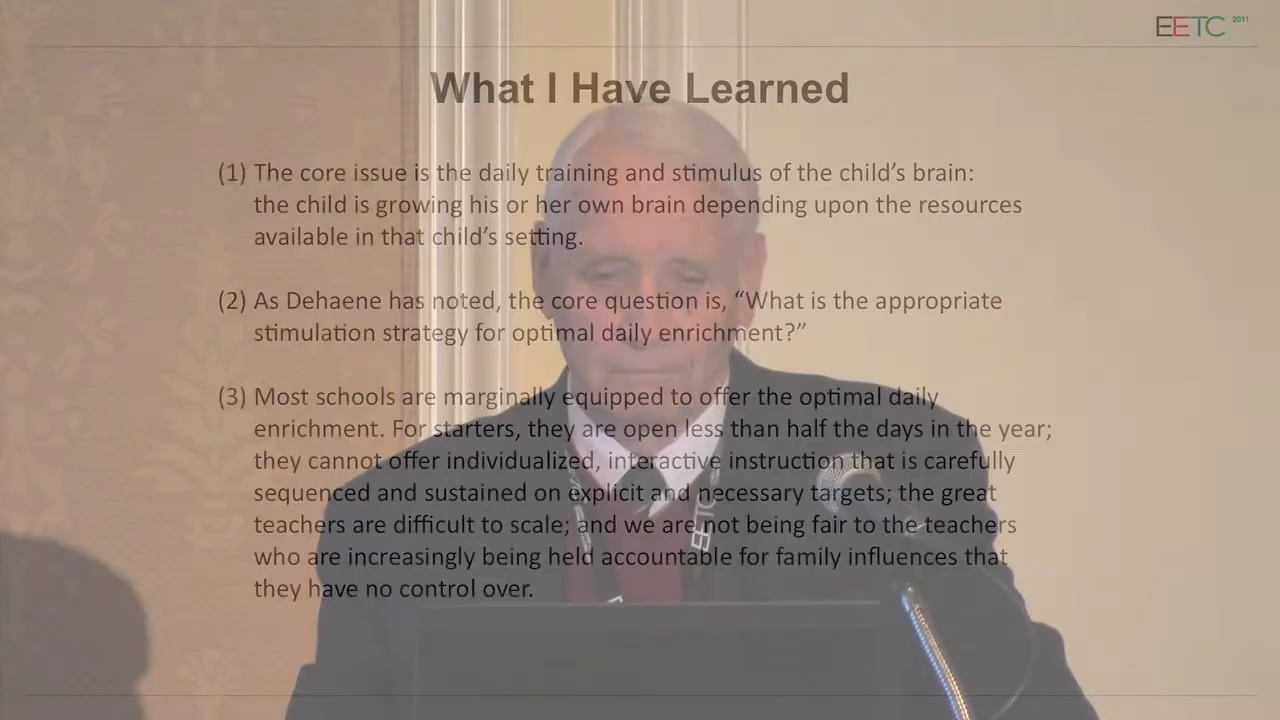 EETC 2011
What I Have Learned
(1) The core issue is the daily training and stimulus of the child’s brain:
the child is growing his or her own brain depending upon the resources
available in that child’s setting.
(2) As Dehaene has noted, the core question is, “What is the appropriate
stimulation strategy for optimal daily enrichment?”
(3) Most schools are marginally equipped to offer the optimal daily
enrichment. For starters, they are open less than half the days in the year;
they cannot offer individualized, interactive instruction that is carefully
sequenced and sustained on explicit and necessary targets; the great
teachers are difficult to scale; and we are not being fair to the teachers
who are increasingly being held accountable for family influences that
they have no control over.
EETC